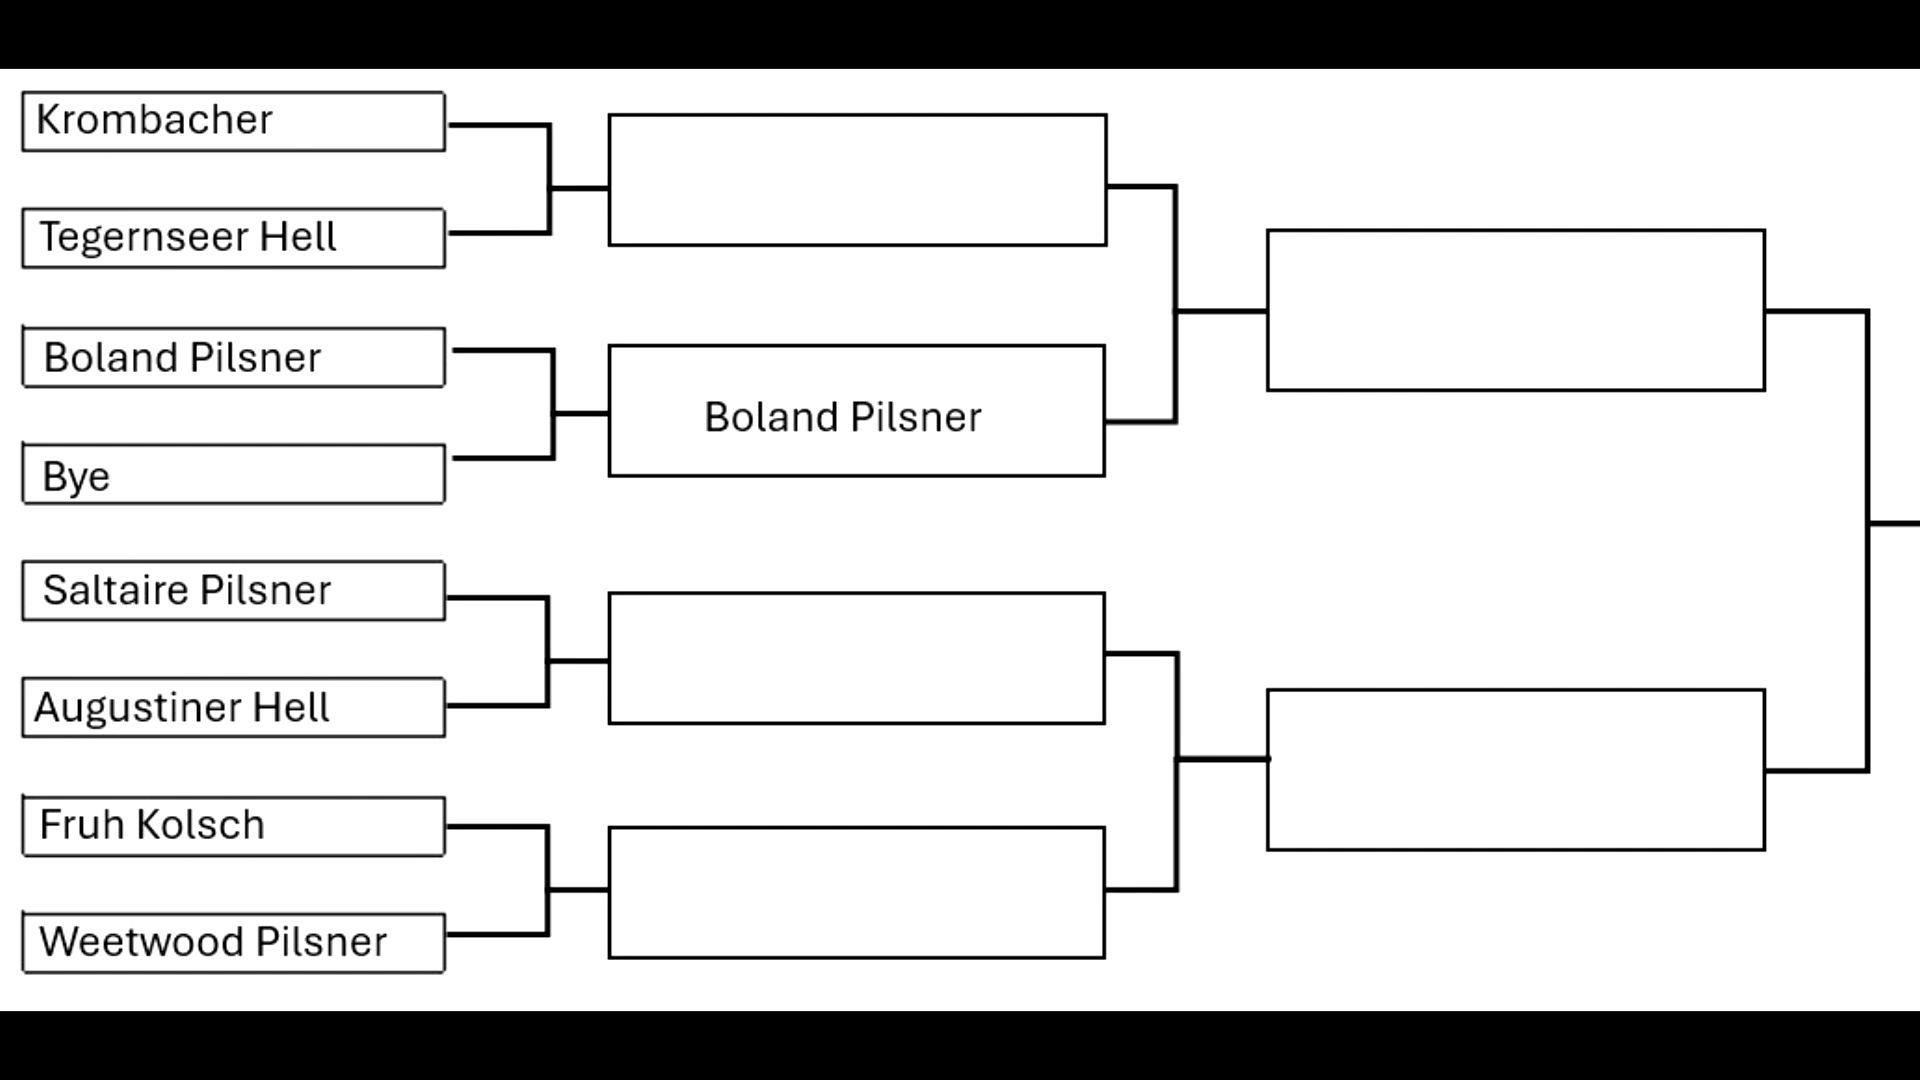 Krombacher
Tegernseer Hell
Boland Pilsner
Bye
Boland Pilsner
Saltaire Pilsner
Augustiner Hell
Fruh Kolsch
Weetwood Pilsner